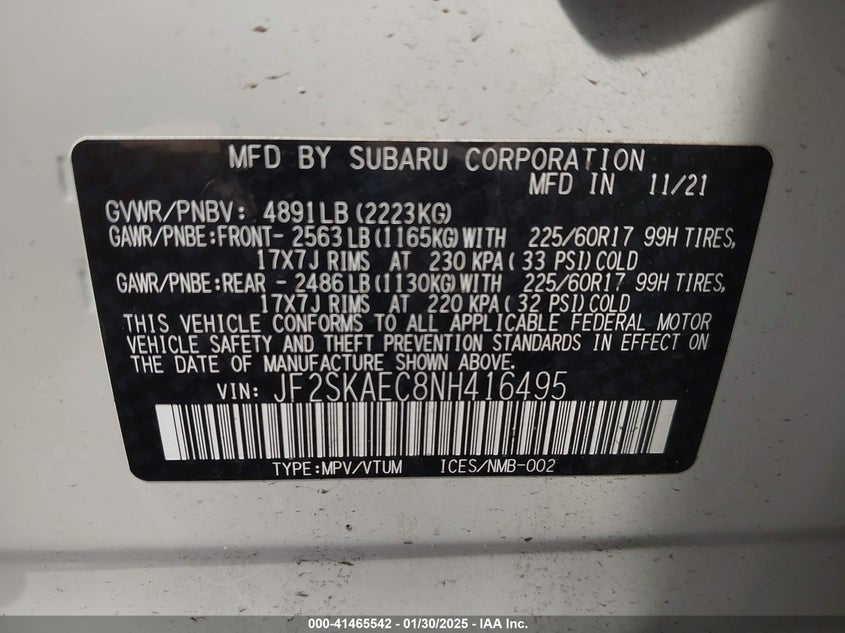 MFD BY SUBARU CORPORATION
MFD IN 11/21
GVWR/PNBV: 4891LB (2223KG)
GAWR/PNBE:FRONT- 2563 LB (1165KG) WITH 225/60R17 99H TIRES,
17X7J RIMS AT 230 KPA ( 33 PSI) COLD
GAWR/PNBE:REAR - 2486 LB (1130KG) WITH 225/60R17 99H TIRES,
17X7J RIMS AT 220 KPA ( 32 PSI) COLD
THIS VEHICLE CONFORMS TO ALL APPLICABLE FEDERAL MOTOR
VEHICLE SAFETY AND THEFT PREVENTION STANDARDS IN EFFECT ON
THE DATE OF MANUFACTURE SHOWN ABOVE.
VIN: JF2SKAEC8NH416495
TYPE:MPV/VTUM ICES/NMB-002
000-41465542 - 01/30/2025 - IAA Inc.